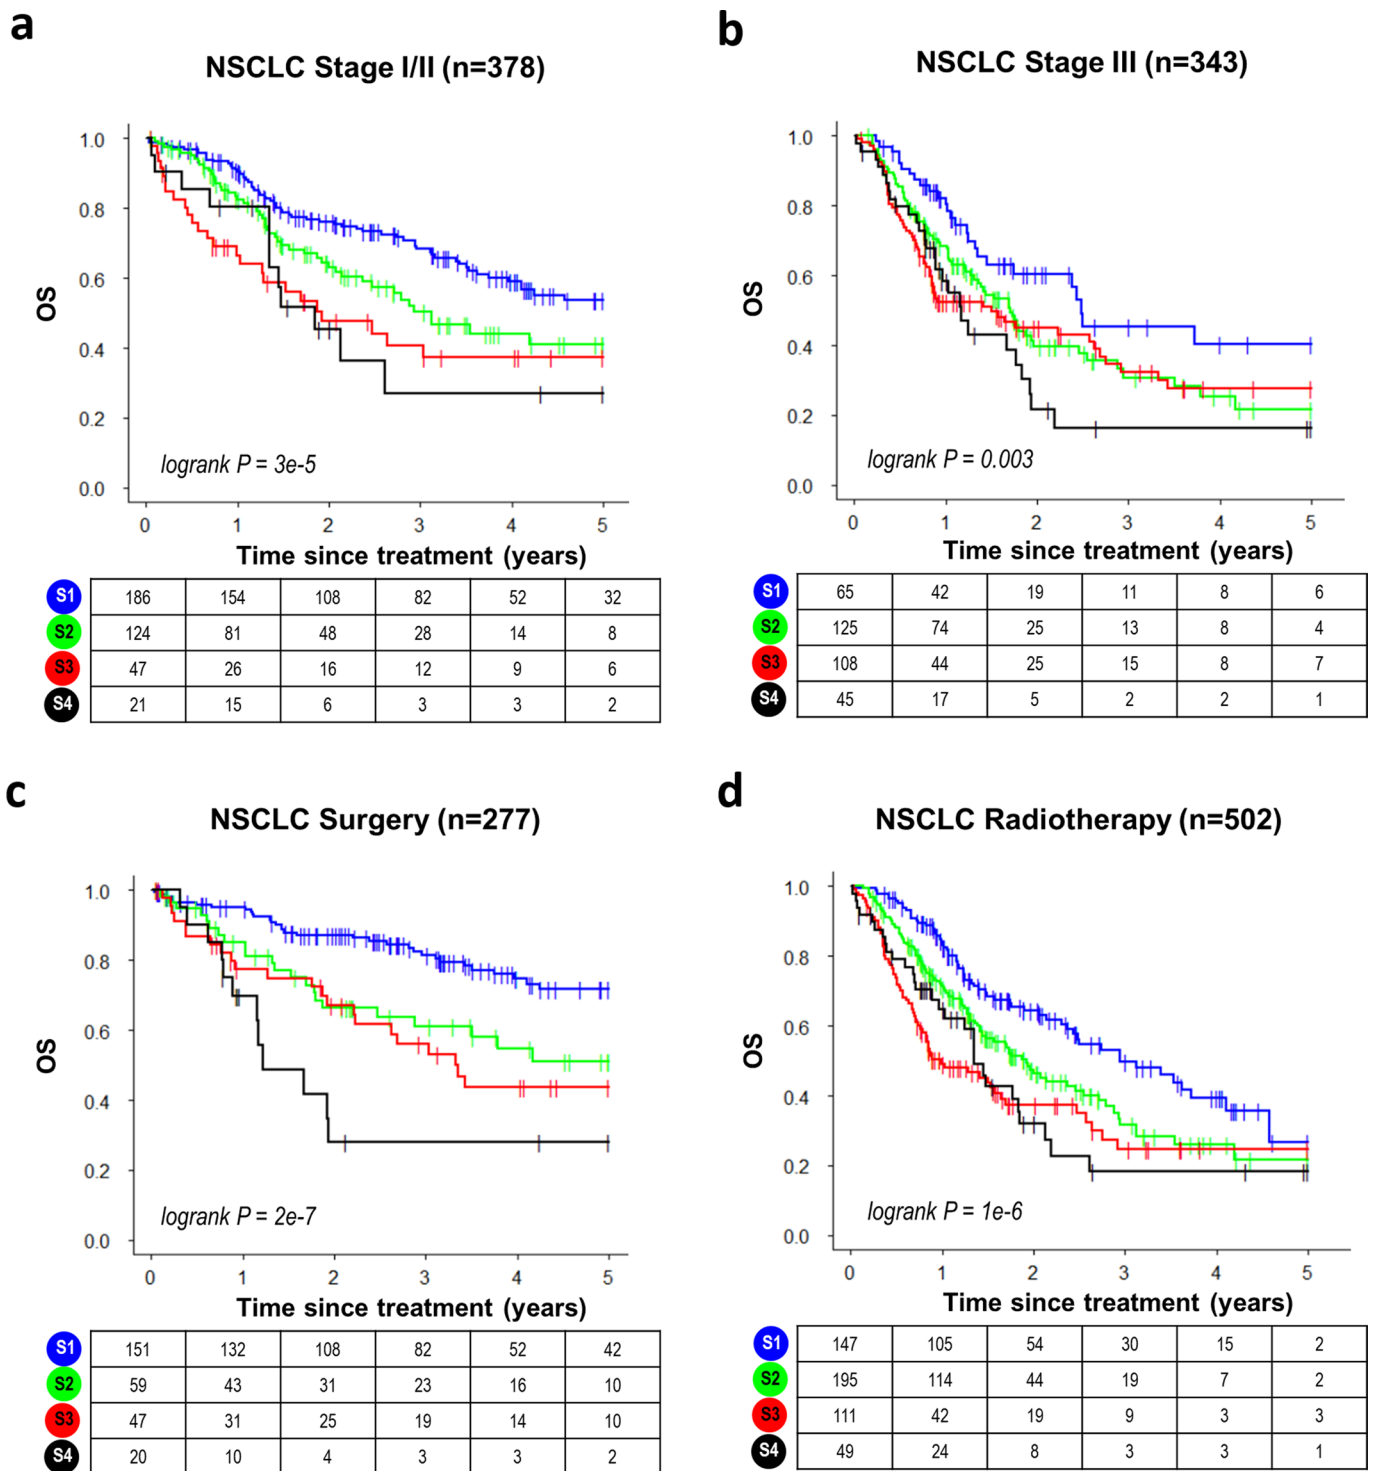 a
NSCLC Stage I/II (n=378)
1.0
0.8
0.6
0.4
0.2
0.0
OS
logrank P = 3e-5
0 1 2 3 4 5
Time since treatment (years)
S1 186 154 108 82 52 32
S2 124 81 48 28 14 8
S3 47 26 16 12 9 6
S4 21 15 6 3 3 2
b
NSCLC Stage III (n=343)
1.0
0.8
0.6
0.4
0.2
0.0
OS
logrank P = 0.003
0 1 2 3 4 5
Time since treatment (years)
S1 65 42 19 11 8 6
S2 125 74 25 13 8 4
S3 108 44 25 15 8 7
S4 45 17 5 2 2 1
c
NSCLC Surgery (n=277)
1.0
0.8
0.6
0.4
0.2
0.0
OS
logrank P = 2e-7
0 1 2 3 4 5
Time since treatment (years)
S1 151 132 108 82 52 42
S2 59 43 31 23 16 10
S3 47 31 25 19 14 10
S4 20 10 4 3 3 2
d
NSCLC Radiotherapy (n=502)
1.0
0.8
0.6
0.4
0.2
0.0
OS
logrank P = 1e-6
0 1 2 3 4 5
Time since treatment (years)
S1 147 105 54 30 15 2
S2 195 114 44 19 7 2
S3 111 42 19 9 3 3
S4 49 24 8 3 3 1